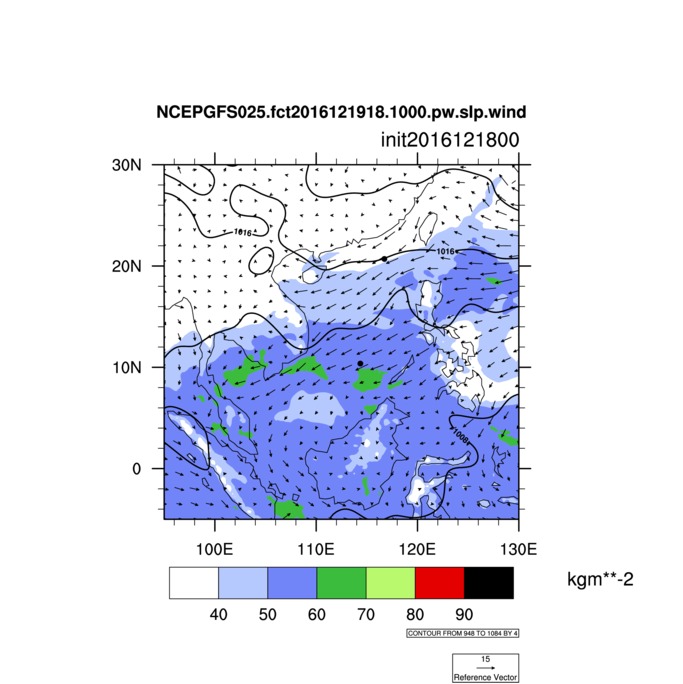 NCEPGFS025.fct2016121918.1000.pw.slp.wind
init2016121800
30N
1016
1016
20N
10N
1008
0
100E 110E 120E 130E
kgm**-2
40 50 60 70 80 90
CONTOUR FROM 948 TO 1084 BY 4
15
Reference Vector